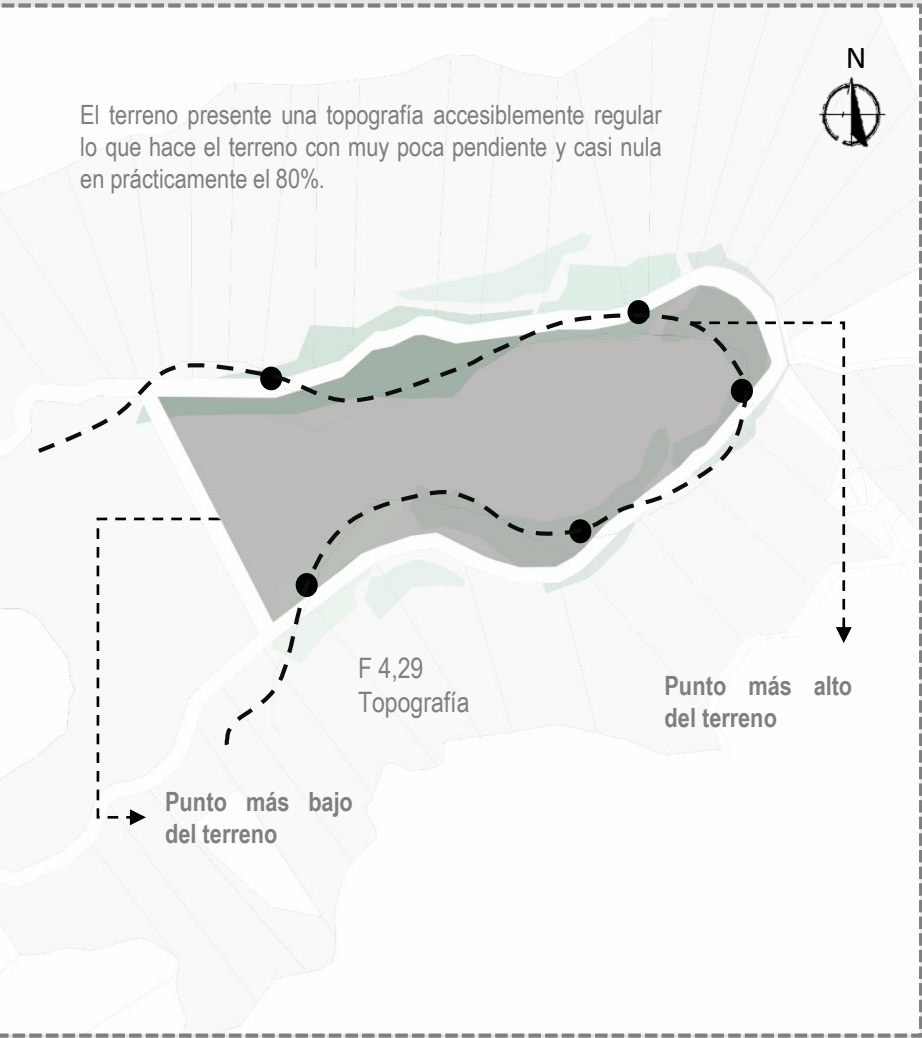 N
El terreno presente una topografía accesiblemente regular
lo que hace el terreno con muy poca pendiente y casi nula
en prácticamente el 80%.
F 4,29
Topografía
Punto más alto
del terreno
Punto más bajo
del terreno